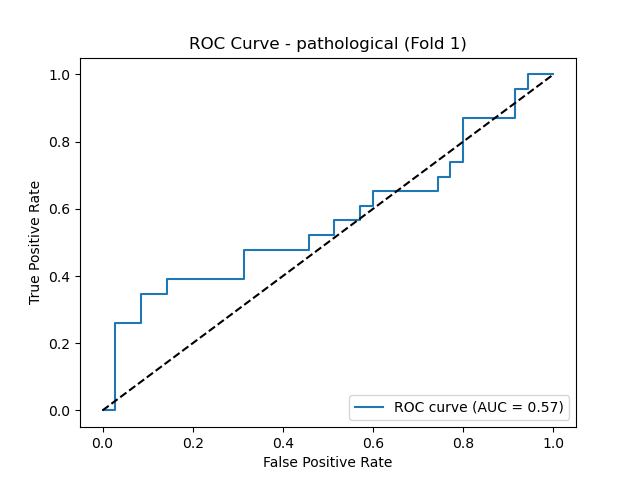 ROC Curve - pathological (Fold 1)
1.0
0.8
0.6
0.4
0.2
0.0
True Positive Rate
ROC curve (AUC = 0.57)
0.0 0.2 0.4 0.6 0.8 1.0
False Positive Rate